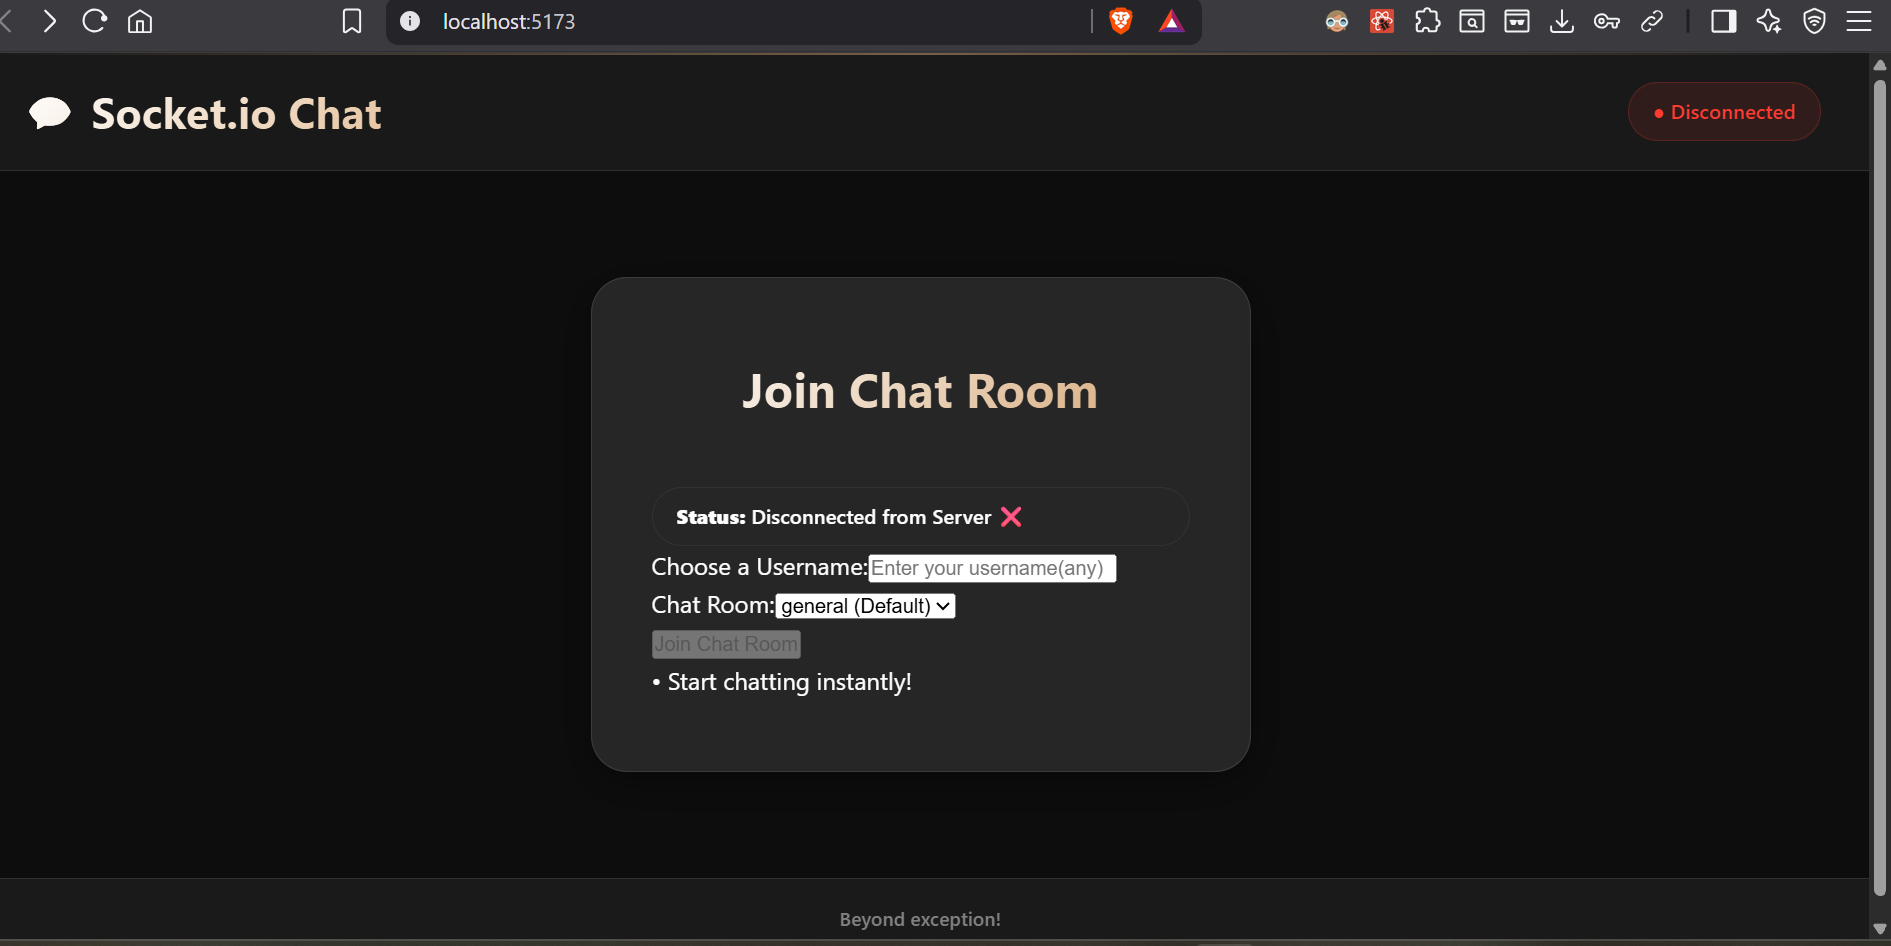 localhost:5173
Socket.io Chat
● Disconnected
Join Chat Room
Status: Disconnected from Server ❌
Choose a Username: Enter your username(any)
Chat Room: general (Default)
Join Chat Room
• Start chatting instantly!
Beyond exception!